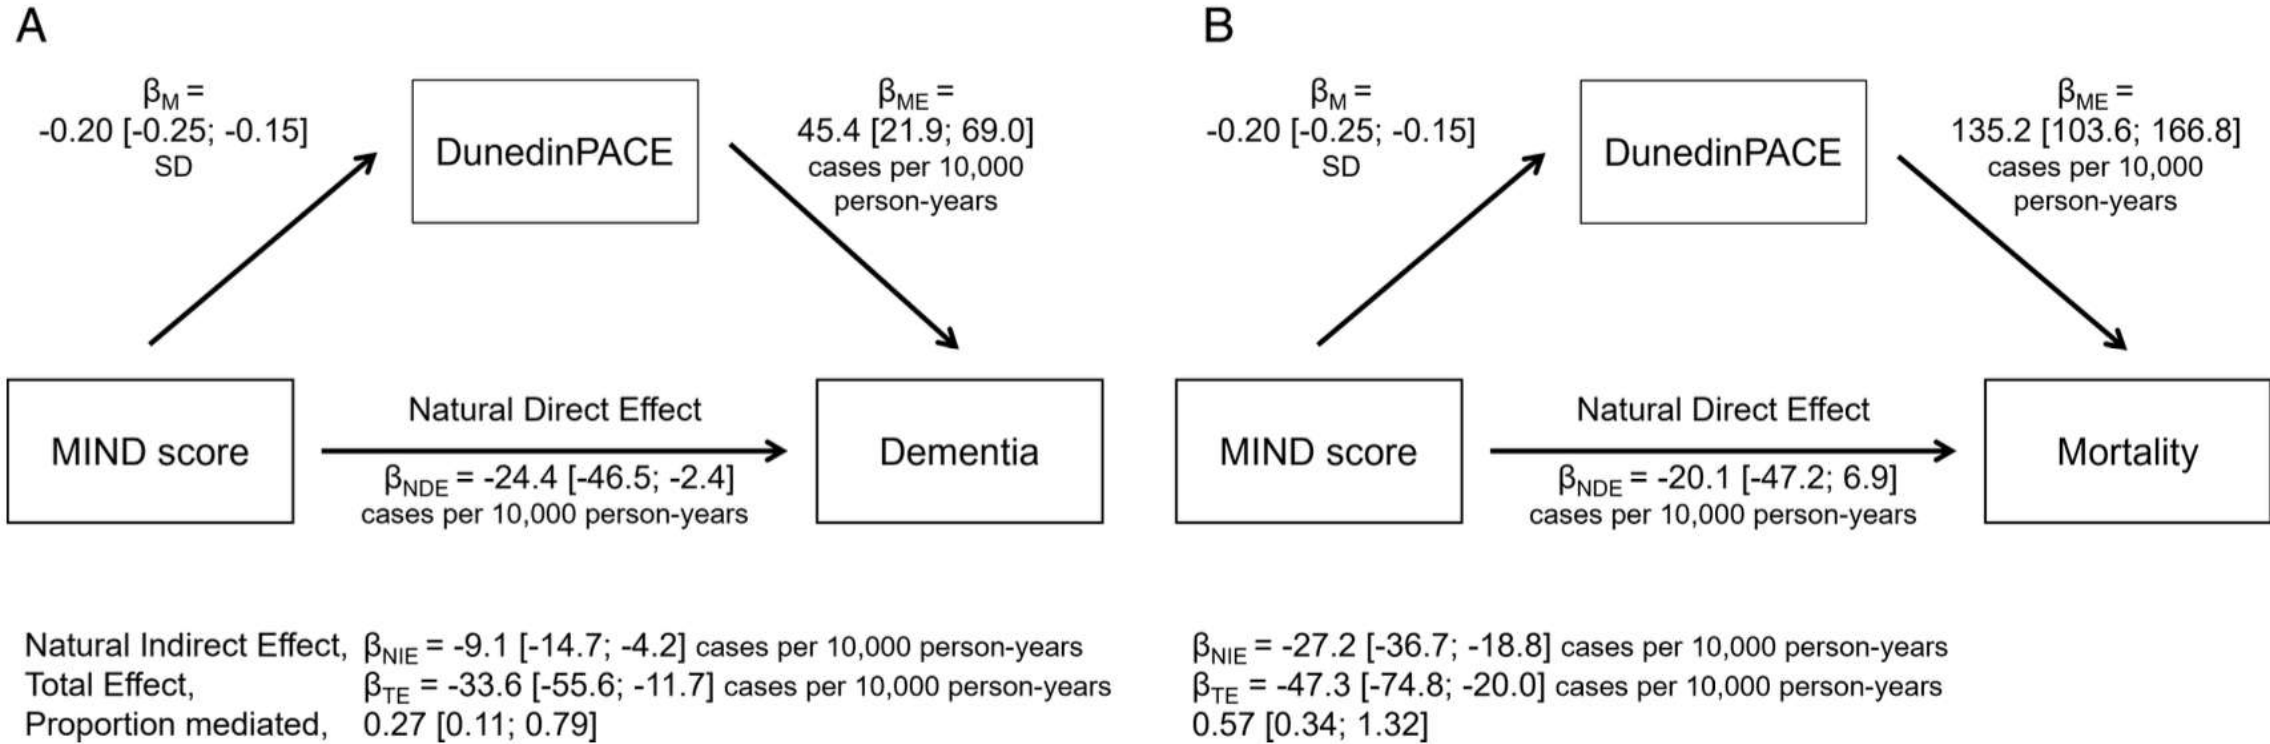 A
βM =
-0.20 [-0.25; -0.15]
SD
DunedinPACE
βME =
45.4 [21.9; 69.0]
cases per 10,000
person-years
MIND score
Natural Direct Effect
βNDE = -24.4 [-46.5; -2.4]
cases per 10,000 person-years
Dementia
Natural Indirect Effect, βNIE = -9.1 [-14.7; -4.2] cases per 10,000 person-years
Total Effect, βTE = -33.6 [-55.6; -11.7] cases per 10,000 person-years
Proportion mediated, 0.27 [0.11; 0.79]
B
βM =
-0.20 [-0.25; -0.15]
SD
DunedinPACE
βME =
135.2 [103.6; 166.8]
cases per 10,000
person-years
MIND score
Natural Direct Effect
βNDE = -20.1 [-47.2; 6.9]
cases per 10,000 person-years
Mortality
βNIE = -27.2 [-36.7; -18.8] cases per 10,000 person-years
βTE = -47.3 [-74.8; -20.0] cases per 10,000 person-years
0.57 [0.34; 1.32]